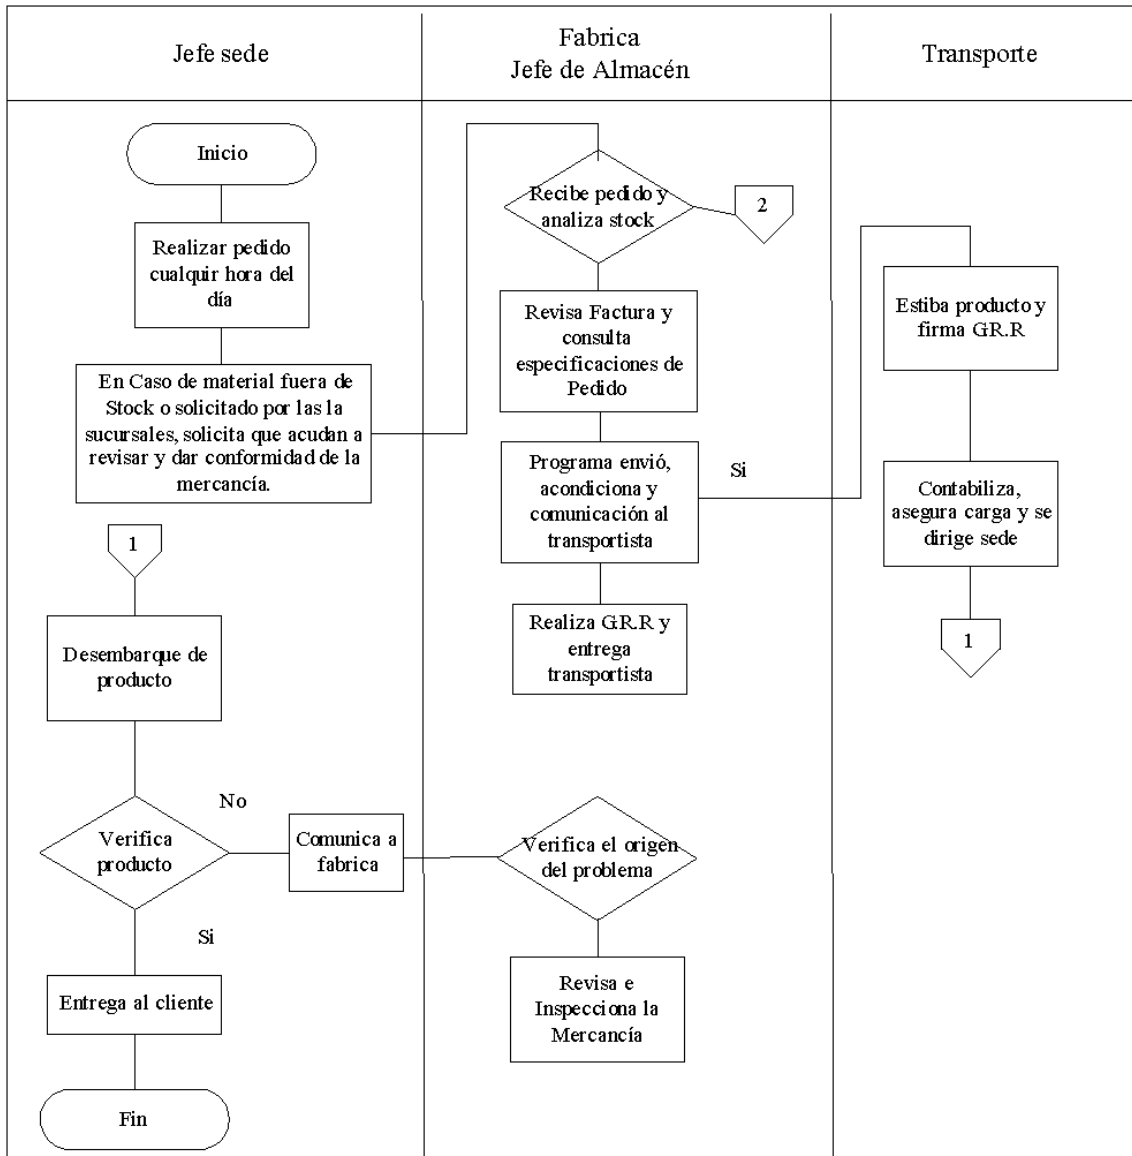 Jefe sede
Fabrica
Jefe de Almacén
Transporte
Inicio
Realizar pedido
cualquir hora del
día
En Caso de material fuera de
Stock o solicitado por las la
sucursales, solicita que acudan a
revisar y dar conformidad de la
mercancía.
1
Desembarque de
producto
Verifica
producto
No
Si
Comunica a
fabrica
Entrega al cliente
Fin
Recibe pedido y
analiza stock
2
Revisa Factura y
consulta
especificaciones de
Pedido
Programa envió,
acondiciona y
comunicación al
transportista
Si
Realiza G.R.R y
entrega
transportista
Verifica el origen
del problema
Revisa e
Inspecciona la
Mercancía
Estiba producto y
firma GR.R
Contabiliza,
asegura carga y se
dirige sede
1